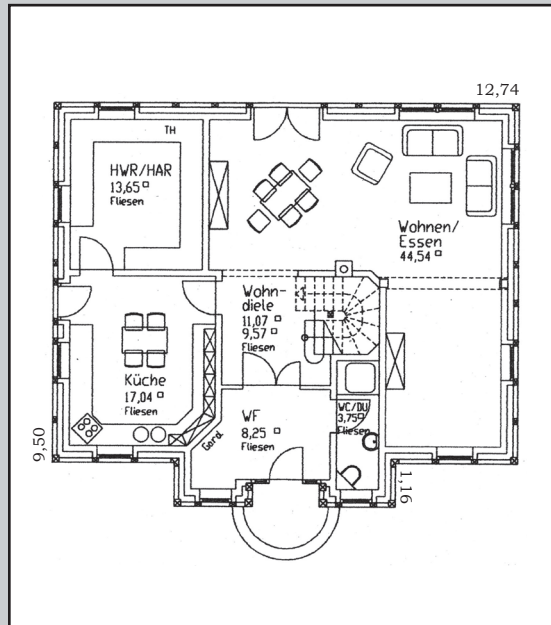 12,74
TH
HWR/HAR
13,65
Fliesen
Wohnen/
Essen
44,54
Wohn-
diele
11,07
9,57
Fliesen
Küche
17,04
Fliesen
WC/DU
3,75
Fliesen
WF
8,25
Fliesen
Gard.
9,50
1,16